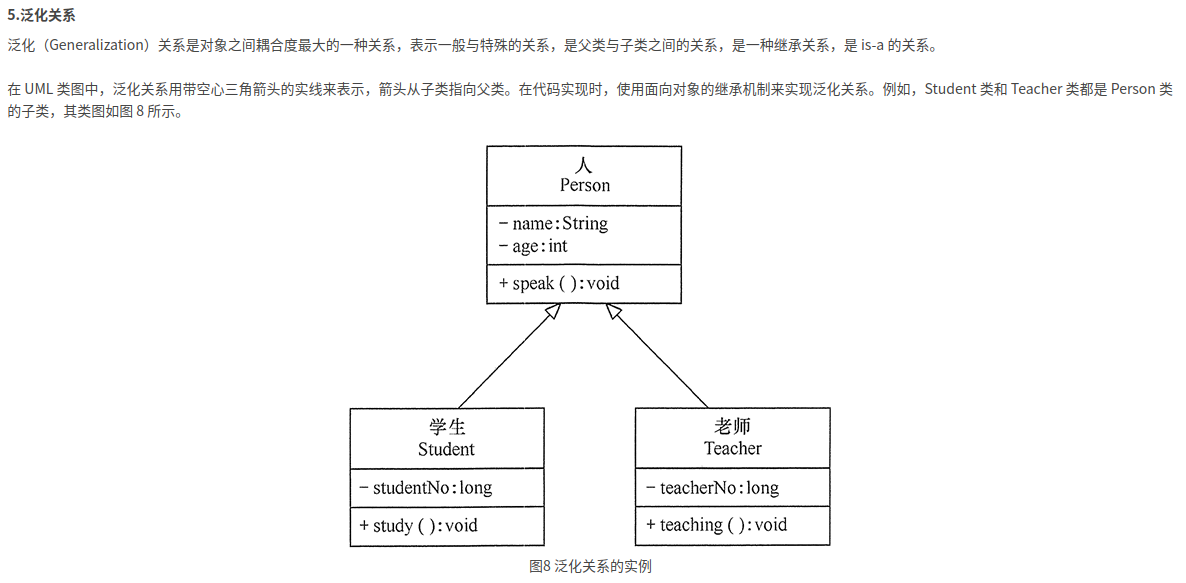 5.泛化关系
泛化（Generalization）关系是对象之间耦合度最大的一种关系，表示一般与特殊的关系，是父类与子类之间的关系，是一种继承关系，是 is-a 的关系。
在 UML 类图中，泛化关系用带空心三角箭头的实线来表示，箭头从子类指向父类。在代码实现时，使用面向对象的继承机制来实现泛化关系。例如，Student 类和 Teacher 类都是 Person 类
的子类，其类图如图 8 所示。
人
Person
− name:String
− age:int
+ speak ( ):void
学生
Student
− studentNo:long
+ study ( ):void
老师
Teacher
− teacherNo:long
+ teaching ( ):void
图8 泛化关系的实例